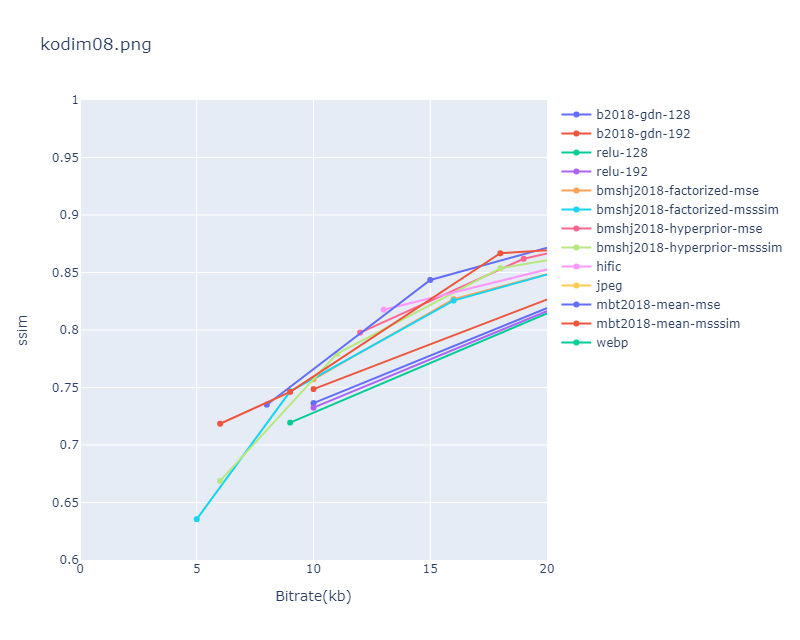 kodim08.png
1
0.95
0.9
0.85
0.8
0.75
0.7
0.65
0.6
ssim
0
5
10
15
20
Bitrate(kb)
b2018-gdn-128
b2018-gdn-192
relu-128
relu-192
bmshj2018-factorized-mse
bmshj2018-factorized-msssim
bmshj2018-hyperprior-mse
bmshj2018-hyperprior-msssim
hific
jpeg
mbt2018-mean-mse
mbt2018-mean-msssim
webp